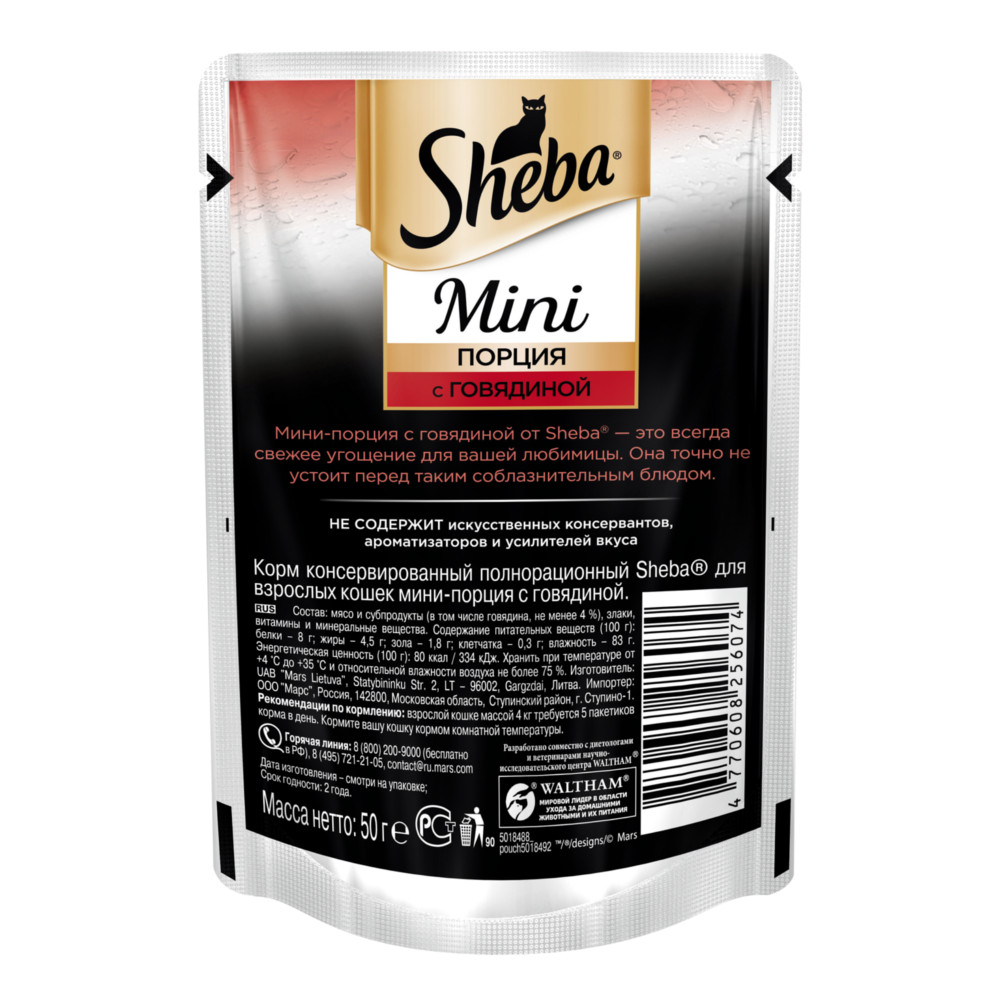 Sheba®
Mini
ПОРЦИЯ
с ГОВЯДИНОЙ
Мини-порция с говядиной от Sheba® — это всегда
свежее угощение для вашей любимицы. Она точно не
устоит перед таким соблазнительным блюдом.
НЕ СОДЕРЖИТ искусственных консервантов,
ароматизаторов и усилителей вкуса
Корм консервированный полнорационный Sheba® для
взрослых кошек мини-порция с говядиной.
RUS Состав: мясо и субпродукты (в том числе говядина, не менее 4 %), злаки,
витамины и минеральные вещества. Содержание питательных веществ (100 г):
белки – 8 г; жиры – 4,5 г; зола – 1,8 г; клетчатка – 0,3 г; влажность – 83 г.
Энергетическая ценность (100 г): 80 ккал / 334 кДж. Хранить при температуре от
+4 °C до +35 °C и относительной влажности воздуха не более 75 %. Изготовитель:
UAB "Mars Lietuva", Statybininku Str. 2, LT – 96002, Gargzdai, Литва. Импортер:
ООО "Марс", Россия, 142800, Московская область, Ступинский район, г. Ступино-1.
Рекомендации по кормлению: взрослой кошке массой 4 кг требуется 5 пакетиков
корма в день. Кормите вашу кошку кормом комнатной температуры.
Горячая линия: 8 (800) 200-9000 (бесплатно
в РФ), 8 (495) 721-21-05, contact@ru.mars.com
Дата изготовления – смотри на упаковке;
Срок годности: 2 года.
Масса нетто: 50 г e
РСТ
90
Разработано совместно с диетологами
и ветеринарами научно-
исследовательского центра WALTHAM®
WALTHAM®
МИРОВОЙ ЛИДЕР В ОБЛАСТИ
УХОДА ЗА ДОМАШНИМИ
ЖИВОТНЫМИ И ИХ ПИТАНИЯ
5018488
pouch5018492 ™/®/designs/© Mars
4 770608 256074